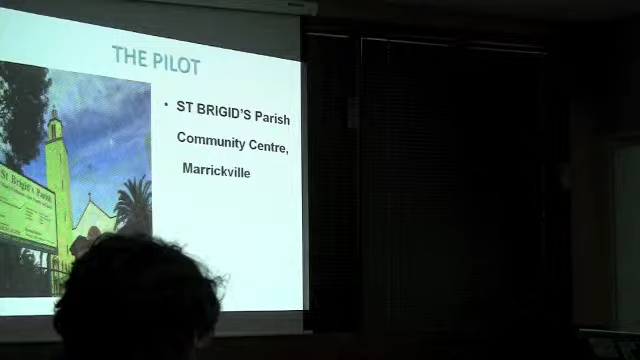 THE PILOT
• ST BRIGID'S Parish
Community Centre,
Marrickville
St Brigid's Parish